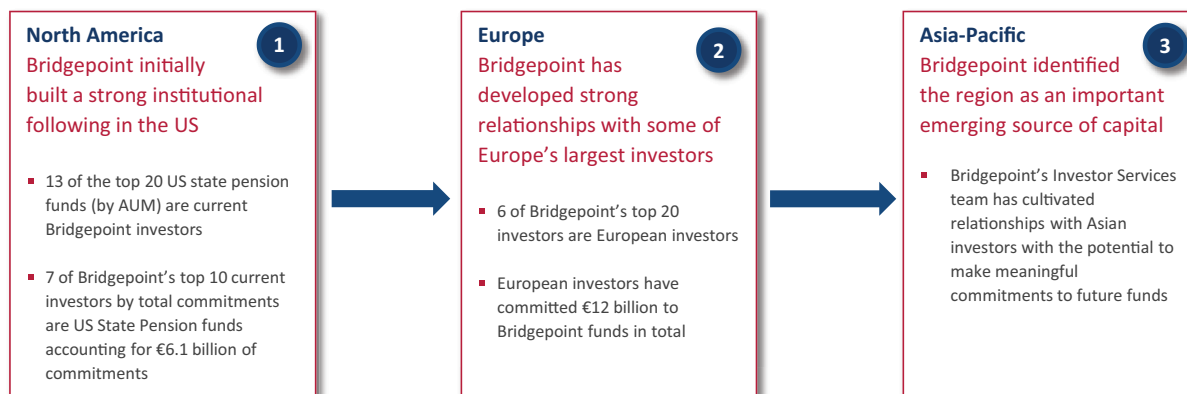 North America
1
Bridgepoint initially
built a strong institutional
following in the US
▪ 13 of the top 20 US state pension
funds (by AUM) are current
Bridgepoint investors
▪ 7 of Bridgepoint's top 10 current
investors by total commitments
are US State Pension funds
accounting for €6.1 billion of
commitments
Europe
2
Bridgepoint has
developed strong
relationships with some of
Europe's largest investors
▪ 6 of Bridgepoint's top 20
investors are European investors
▪ European investors have
committed €12 billion to
Bridgepoint funds in total
Asia-Pacific
3
Bridgepoint identified
the region as an important
emerging source of capital
▪ Bridgepoint's Investor Services
team has cultivated
relationships with Asian
investors with the potential to
make meaningful
commitments to future funds